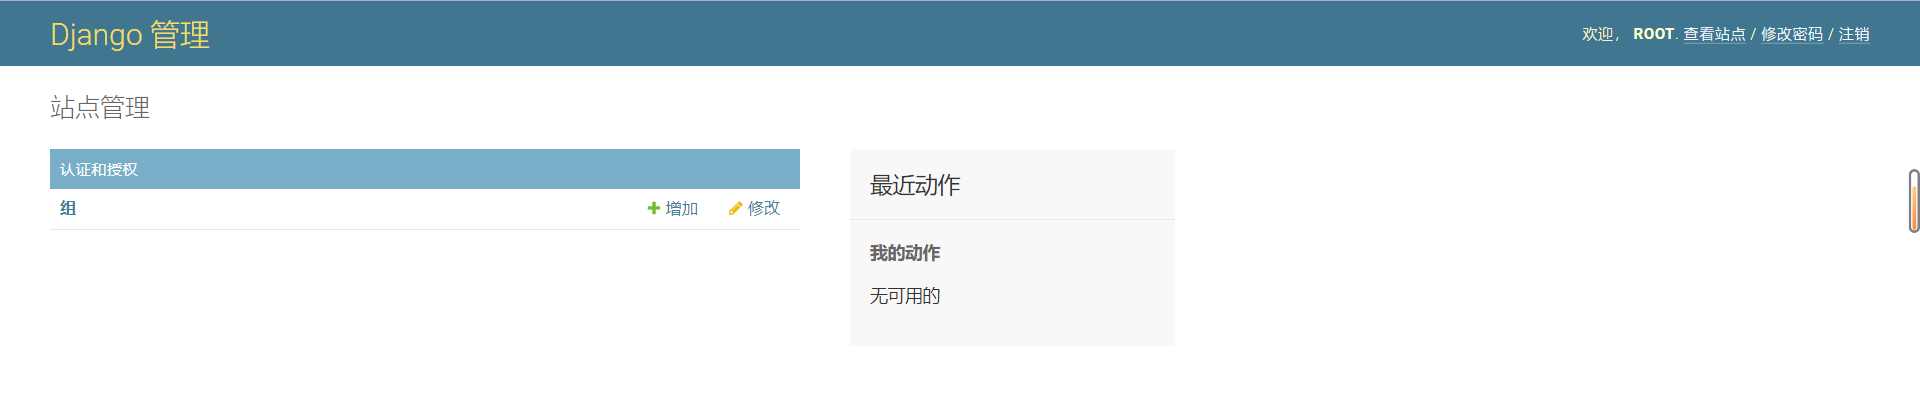 Django 管理
欢迎， ROOT. 查看站点 / 修改密码 / 注销
站点管理
认证和授权
组 增加 修改
最近动作
我的动作
无可用的